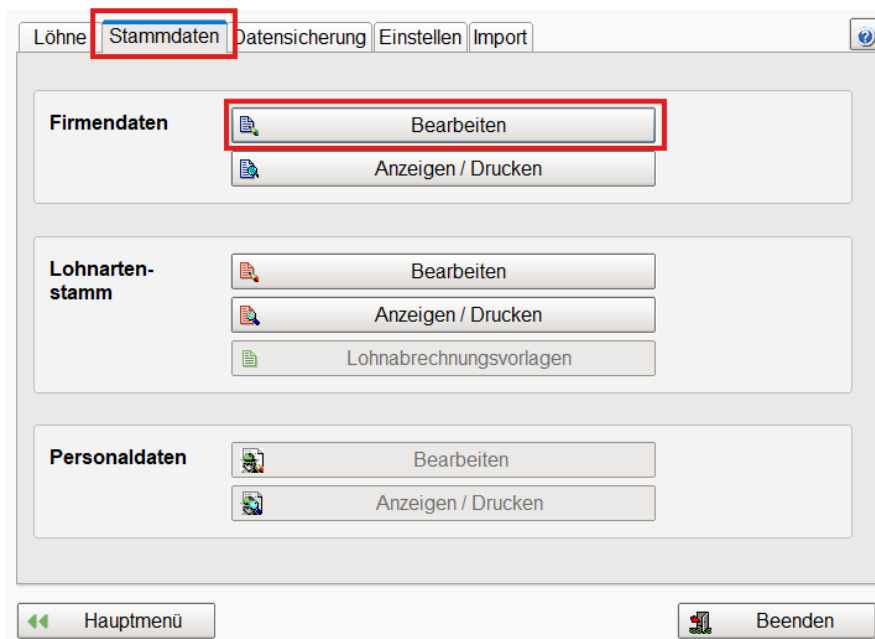 Löhne Stammdaten Datensicherung Einstellen Import
Firmendaten
Bearbeiten
Anzeigen / Drucken
Lohnarten-
stamm
Bearbeiten
Anzeigen / Drucken
Lohnabrechnungsvorlagen
Personaldaten
Bearbeiten
Anzeigen / Drucken
Hauptmenü
Beenden